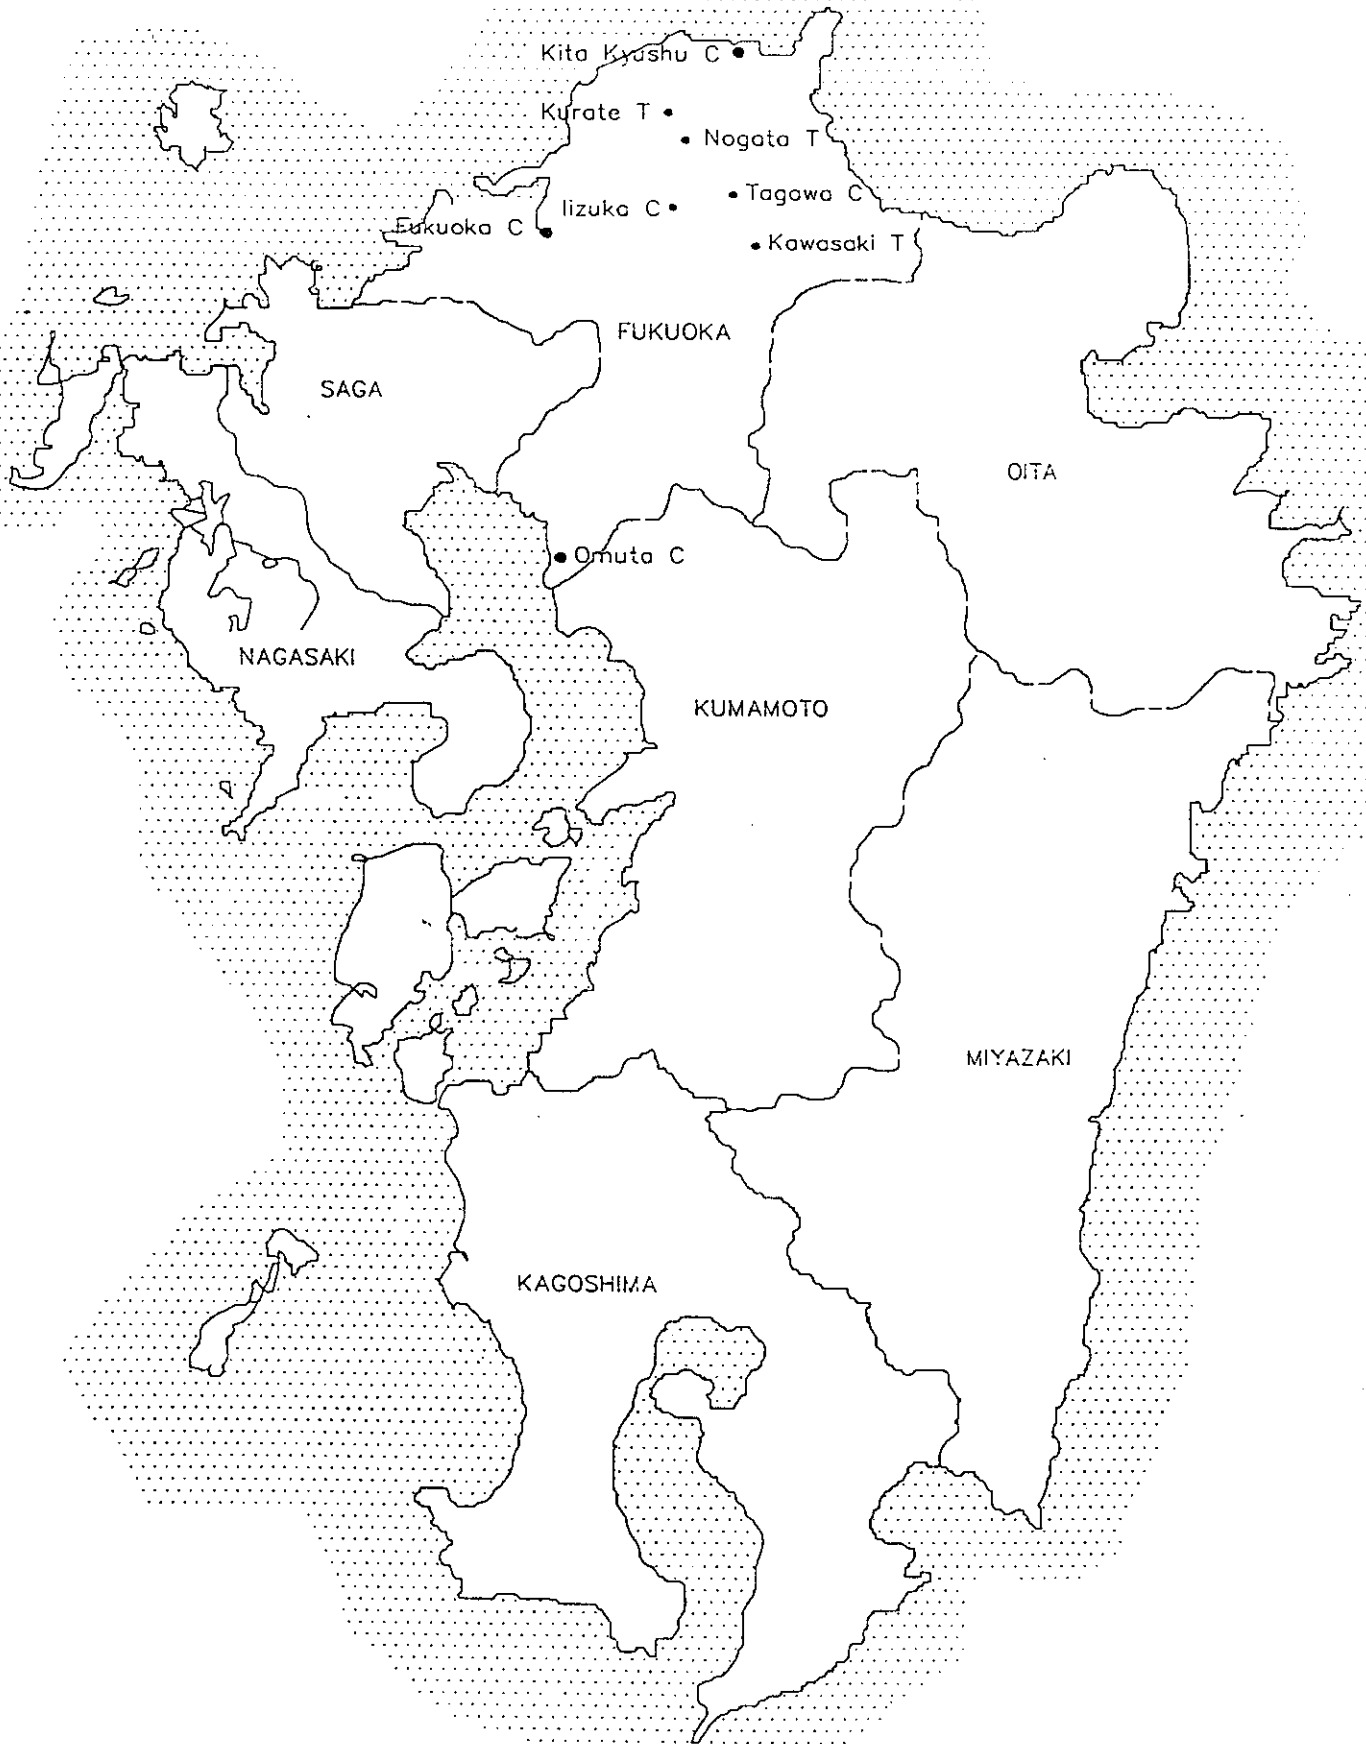 Kita Kyushu C
Kurate T
Nogata T
Tagawa C
Iizuka C
Fukuoka C
Kawasaki T
FUKUOKA
SAGA
OITA
Omuta C
NAGASAKI
KUMAMOTO
MIYAZAKI
KAGOSHIMA